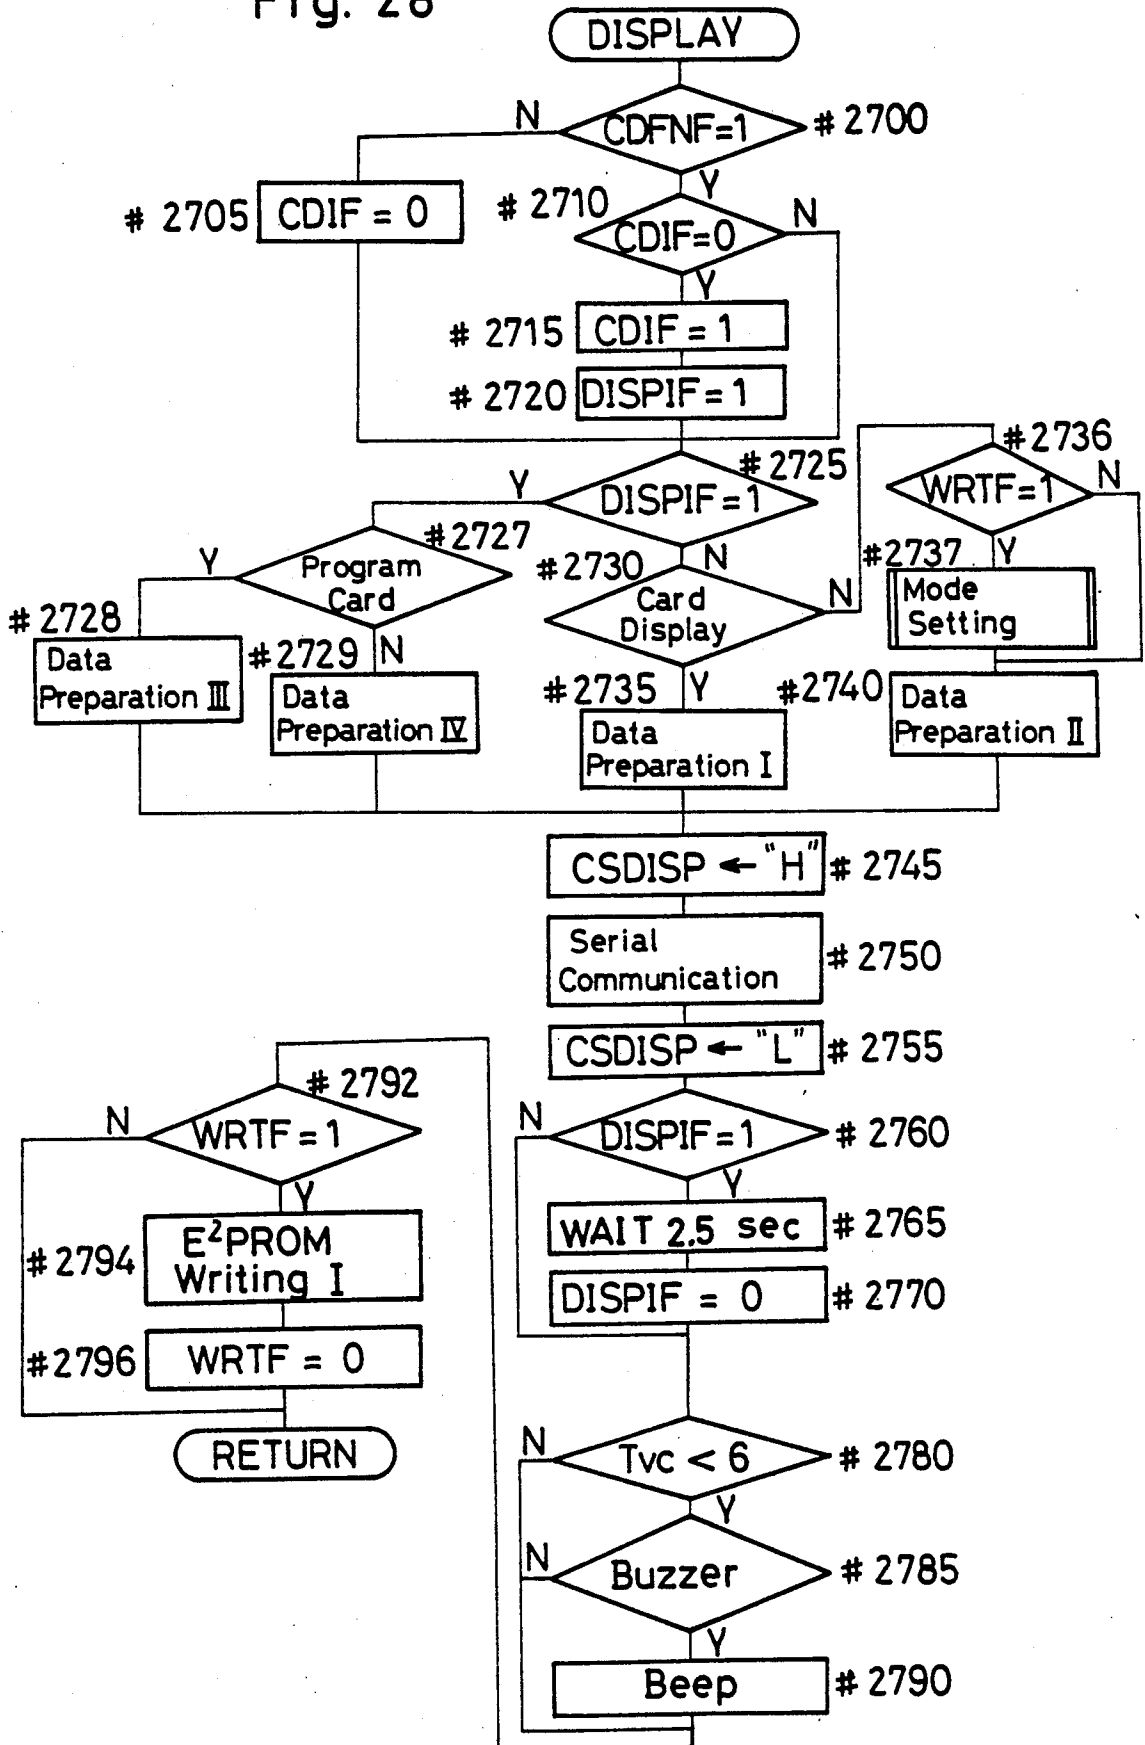 Fig. 28
DISPLAY
N
CDFNF=1
# 2700
Y
# 2705
CDIF = 0
# 2710
CDIF=0
N
Y
# 2715
CDIF = 1
# 2720
DISPIF= 1
#2736
WRTF=1
N
Y
#2725
DISPIF=1
Y
N
#2727
Program
Card
Y
N
#2730
Card
Display
N
Y
#2737
Mode
Setting
#2728
Data
Preparation III
#2729
Data
Preparation IV
#2735
Data
Preparation I
#2740
Data
Preparation II
CSDISP ← "H"
# 2745
Serial
Communication
# 2750
CSDISP ← "L"
# 2755
N
DISPIF=1
# 2760
Y
WAIT 2.5 sec
# 2765
DISPIF = 0
# 2770
N
Tvc < 6
# 2780
Y
N
Buzzer
# 2785
Y
Beep
# 2790
# 2792
N
WRTF = 1
Y
# 2794
E²PROM
Writing I
#2796
WRTF = 0
RETURN